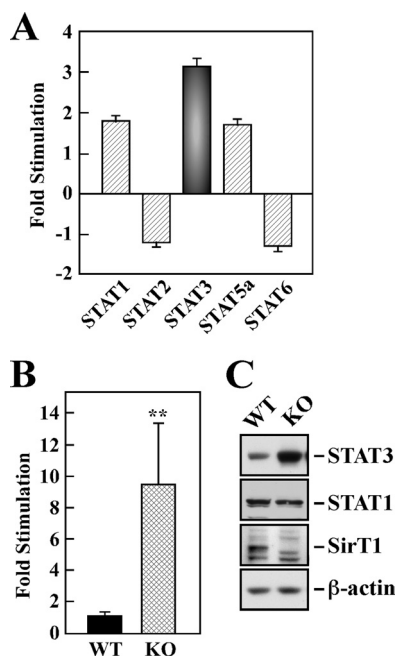 A
Fold Stimulation
4
3
2
1
0
-1
-2
STAT1
STAT2
STAT3
STAT5a
STAT6
B
Fold Stimulation
14
12
10
8
6
4
2
0
**
WT KO
C
WT KO
STAT3
STAT1
SirT1
β-actin